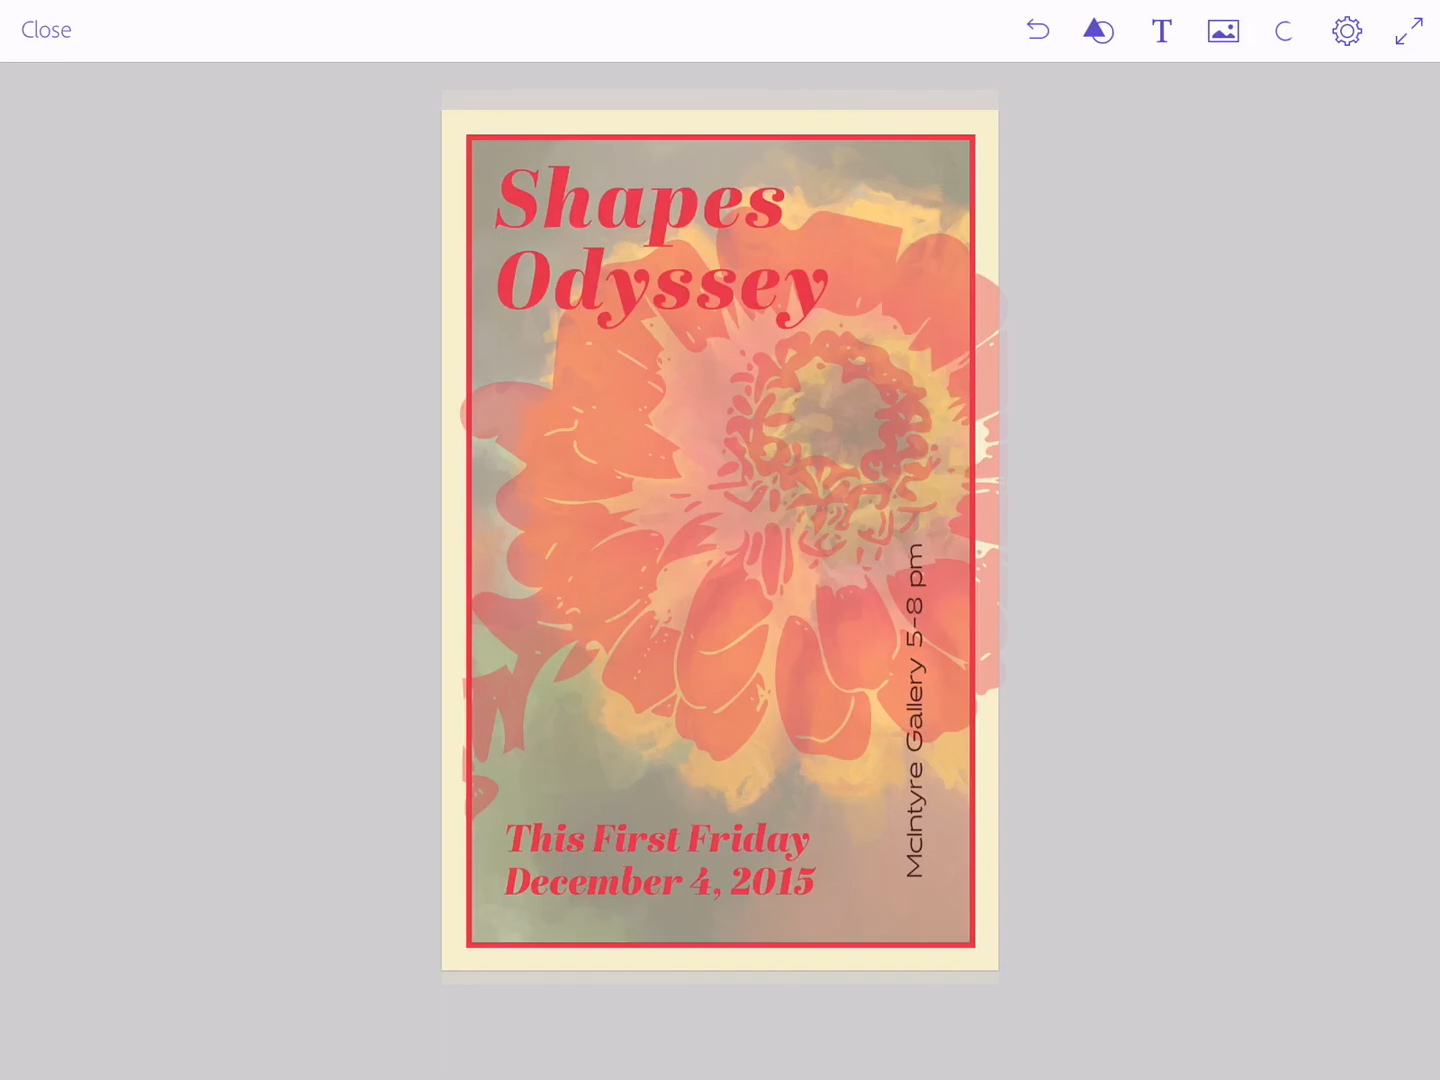 Close
T
C
Shapes
Odyssey
McIntyre Gallery 5-8 pm
This First Friday
December 4, 2015